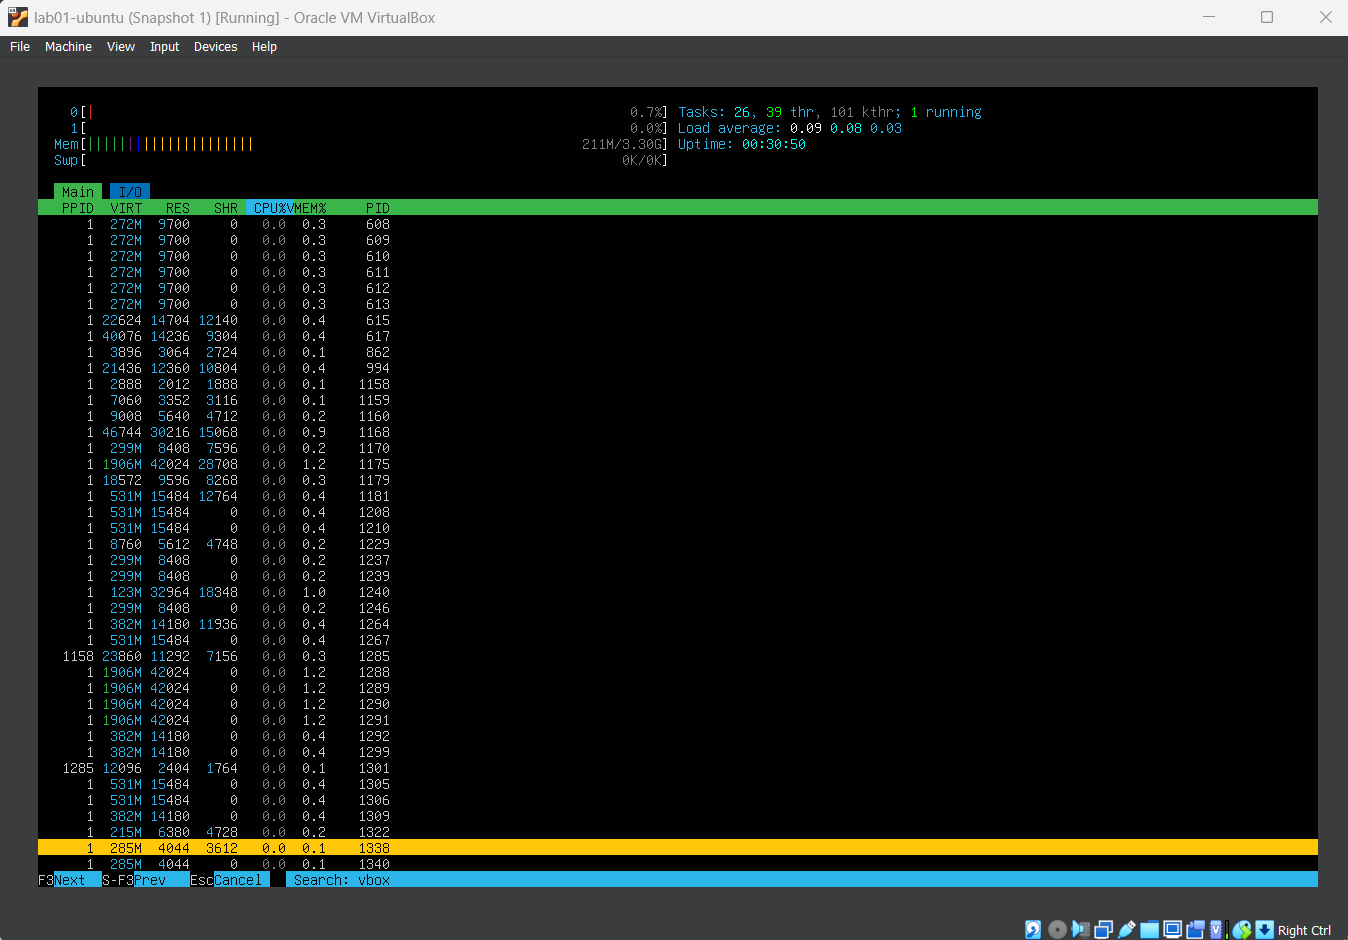 lab01-ubuntu (Snapshot 1) [Running] - Oracle VM VirtualBox
File Machine View Input Devices Help
0[| 0.7%] Tasks: 26, 39 thr, 101 kthr; 1 running
1[ 0.0%] Load average: 0.09 0.08 0.03
Mem[||||||||||||||||||||| 211M/3.30G] Uptime: 00:30:50
Swp[ 0K/0K]
Main I/O
PPID VIRT RES SHR CPU%▽MEM% PID
1 272M 9700 0 0.0 0.3 608
1 272M 9700 0 0.0 0.3 609
1 272M 9700 0 0.0 0.3 610
1 272M 9700 0 0.0 0.3 611
1 272M 9700 0 0.0 0.3 612
1 272M 9700 0 0.0 0.3 613
1 22624 14704 12140 0.0 0.4 615
1 40076 14236 9304 0.0 0.4 617
1 3896 3064 2724 0.0 0.1 862
1 21436 12360 10804 0.0 0.4 994
1 2888 2012 1888 0.0 0.1 1158
1 7060 3352 3116 0.0 0.1 1159
1 9008 5640 4712 0.0 0.2 1160
1 46744 30216 15068 0.0 0.9 1168
1 299M 8408 7596 0.0 0.2 1170
1 1906M 42024 28708 0.0 1.2 1175
1 18572 9596 8268 0.0 0.3 1179
1 531M 15484 12764 0.0 0.4 1181
1 531M 15484 0 0.0 0.4 1208
1 531M 15484 0 0.0 0.4 1210
1 8760 5612 4748 0.0 0.2 1229
1 299M 8408 0 0.0 0.2 1237
1 299M 8408 0 0.0 0.2 1239
1 123M 32964 18348 0.0 1.0 1240
1 299M 8408 0 0.0 0.2 1246
1 382M 14180 11936 0.0 0.4 1264
1 531M 15484 0 0.0 0.4 1267
1158 23860 11292 7156 0.0 0.3 1285
1 1906M 42024 0 0.0 1.2 1288
1 1906M 42024 0 0.0 1.2 1289
1 1906M 42024 0 0.0 1.2 1290
1 1906M 42024 0 0.0 1.2 1291
1 382M 14180 0 0.0 0.4 1292
1 382M 14180 0 0.0 0.4 1299
1285 12096 2404 1764 0.0 0.1 1301
1 531M 15484 0 0.0 0.4 1305
1 531M 15484 0 0.0 0.4 1306
1 382M 14180 0 0.0 0.4 1309
1 215M 6380 4728 0.0 0.2 1322
1 285M 4044 3612 0.0 0.1 1338
1 285M 4044 0 0.0 0.1 1340
F3Next S-F3Prev EscCancel Search: vbox
Right Ctrl